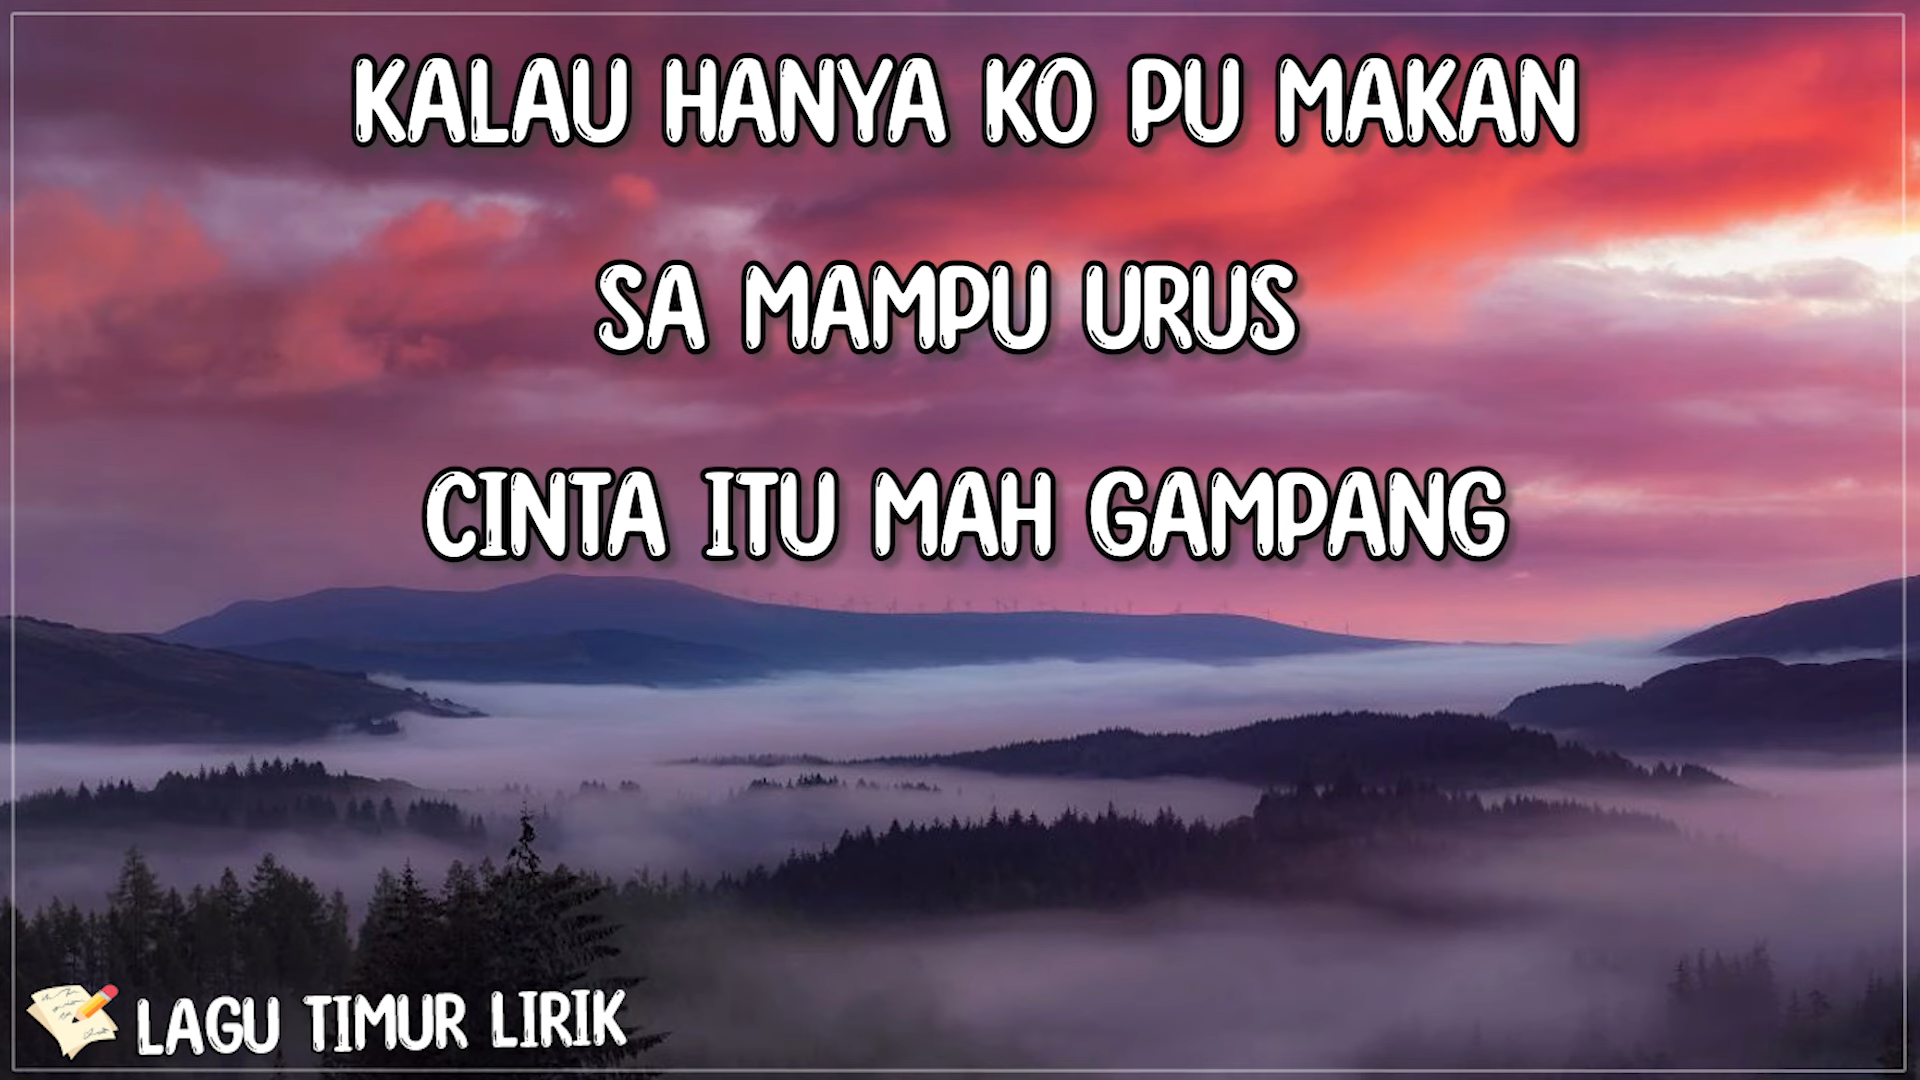 KALAU HANYA KO PU MAKAN
SA MAMPU URUS
CINTA ITU MAH GAMPANG
LAGU TIMUR LIRIK